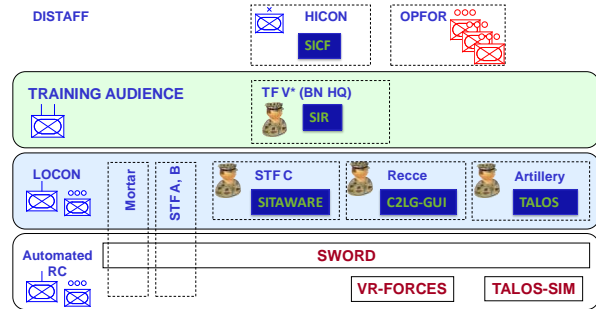 DISTAFF
HICON
OPFOR
SICF
TRAINING AUDIENCE
TF V* (BN HQ)
SIR
LOCON
Mortar
STF A, B
STF C
Recce
Artillery
SITAWARE
C2LG-GUI
TALOS
Automated
RC
SWORD
VR-FORCES
TALOS-SIM